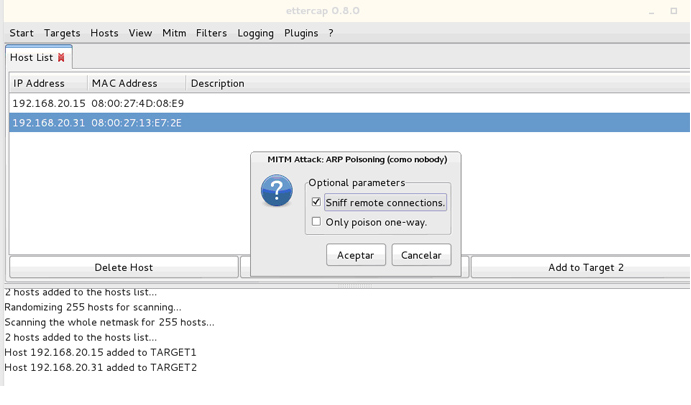 ettercap 0.8.0
Start Targets Hosts View Mitm Filters Logging Plugins ?
Host List
IP Address MAC Address Description
192.168.20.15 08:00:27:4D:08:E9
192.168.20.31 08:00:27:13:E7:2E
MITM Attack: ARP Poisoning (como nobody)
Optional parameters
Sniff remote connections.
Only poison one-way.
Aceptar Cancelar
Delete Host Add to Target 2
2 hosts added to the hosts list...
Randomizing 255 hosts for scanning...
Scanning the whole netmask for 255 hosts...
2 hosts added to the hosts list...
Host 192.168.20.15 added to TARGET1
Host 192.168.20.31 added to TARGET2